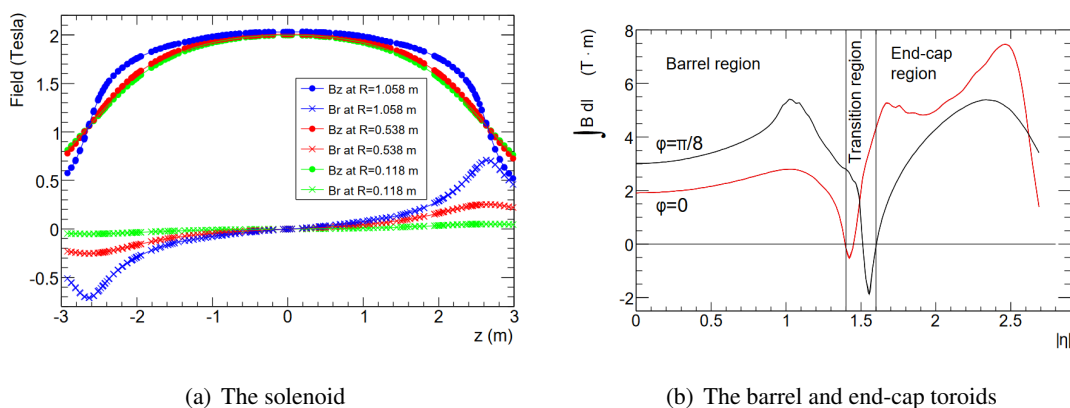 Field (Tesla)
2
1.5
1
0.5
0
-0.5
Bz at R=1.058 m
Br at R=1.058 m
Bz at R=0.538 m
Br at R=0.538 m
Bz at R=0.118 m
Br at R=0.118 m
-3 -2 -1 0 1 2 3
z (m)
(a) The solenoid
∫ B dl (T · m)
8
6
4
2
0
-2
Barrel region
Transition region
End-cap
region
φ=π/8
φ=0
0 0.5 1 1.5 2 2.5
|η|
(b) The barrel and end-cap toroids